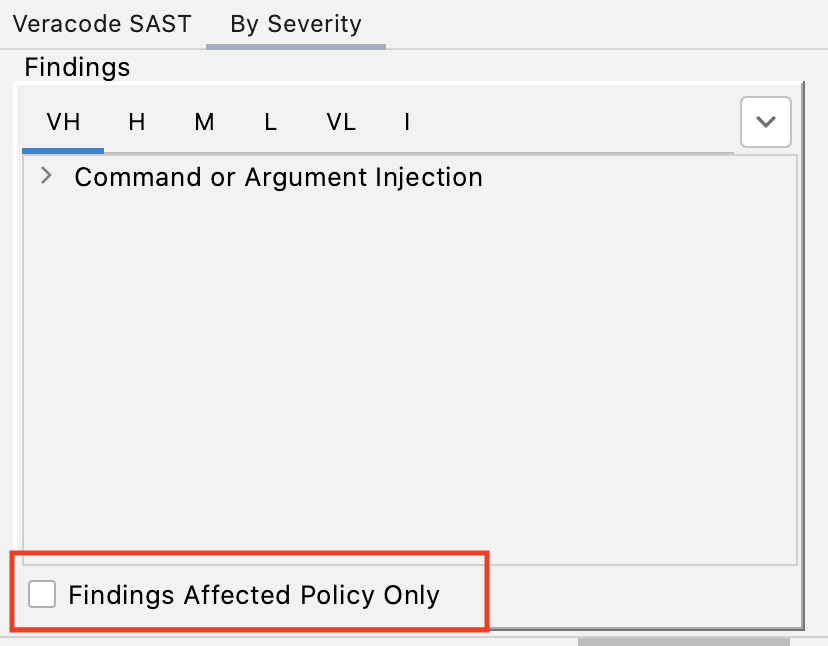 Veracode SAST By Severity
Findings
VH H M L VL I
Command or Argument Injection
Findings Affected Policy Only